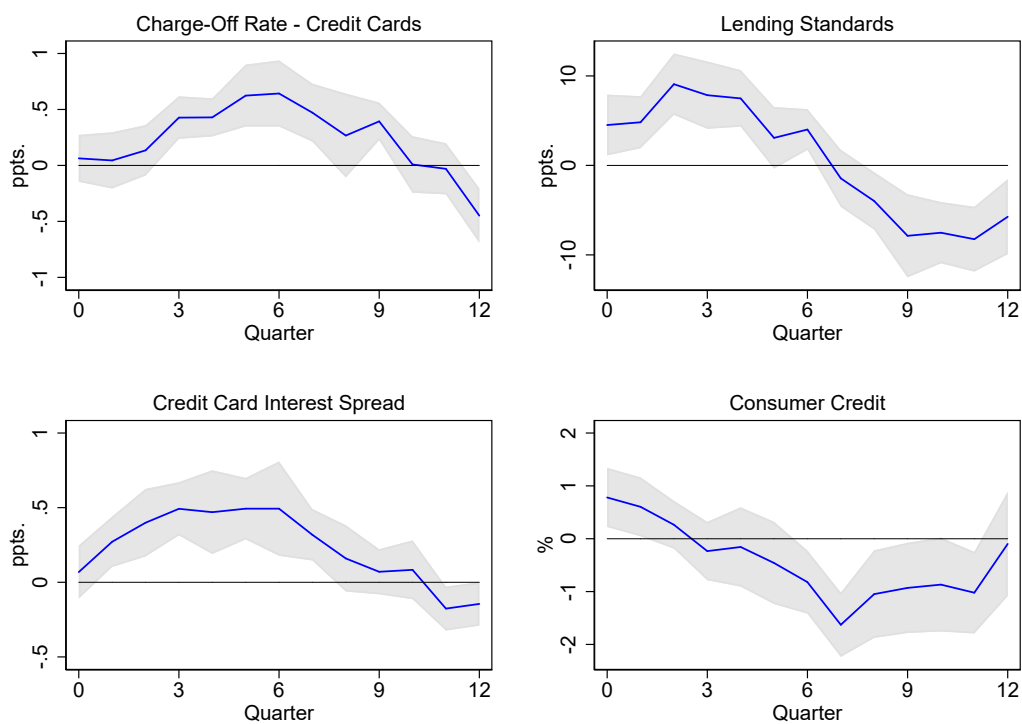 Charge-Off Rate - Credit Cards
ppts.
1
.5
0
-.5
-1
0 3 6 9 12
Quarter
Lending Standards
ppts.
10
0
-10
0 3 6 9 12
Quarter
Credit Card Interest Spread
ppts.
1
.5
0
-.5
0 3 6 9 12
Quarter
Consumer Credit
%
2
1
0
-1
-2
0 3 6 9 12
Quarter